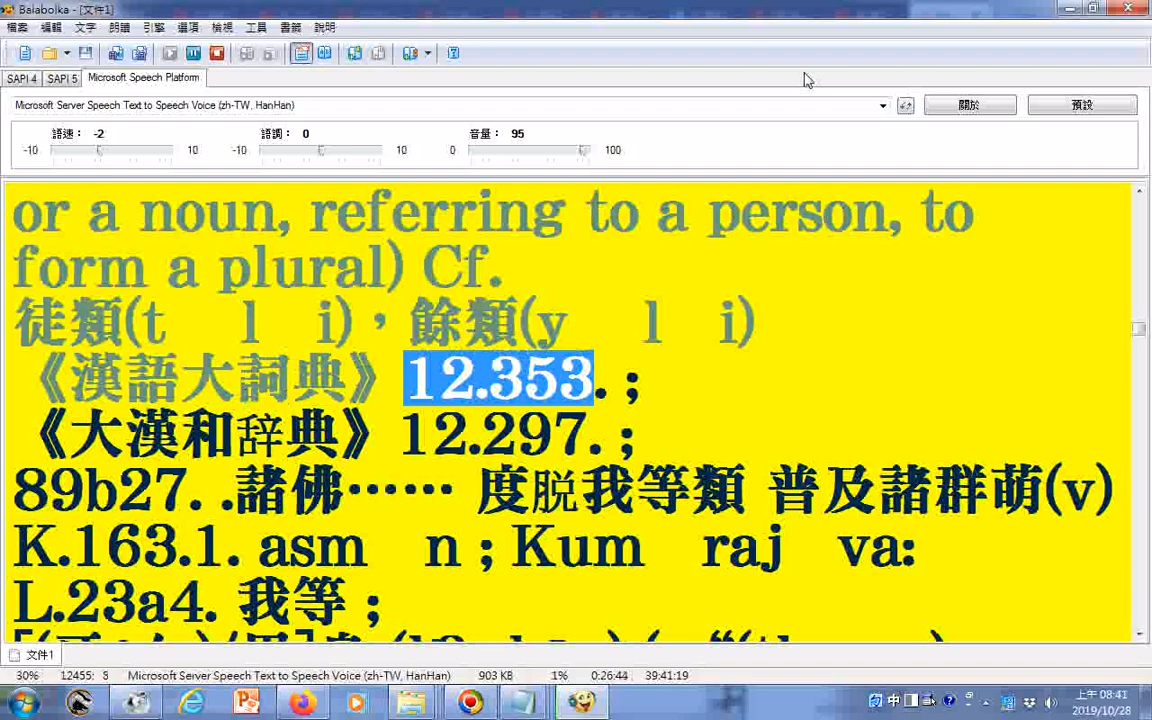 Balabolka - [文件1]
檔案 編輯 文字 朗讀 引擎 選項 檢視 工具 書籤 說明
SAPI 4 SAPI 5 Microsoft Speech Platform
Microsoft Server Speech Text to Speech Voice (zh-TW, HanHan) 關於 預設
語速： -2 語調： 0 音量： 95
-10 10 -10 10 0 100
or a noun, referring to a person, to
form a plural) Cf.
徒類(t l i)，餘類(y l i)
《漢語大詞典》 12.353. ;
《大漢和辞典》 12.297. ;
89b27. .諸佛…… 度脱我等類 普及諸群萌(v)
K.163.1. asm n ; Kum raj va:
L.23a4. 我等 ;
文件1
30% 12455: 8 Microsoft Server Speech Text to Speech Voice (zh-TW, HanHan) 903 KB 1% 0:26:44 39:41:19
中 上午 08:41
2019/10/28